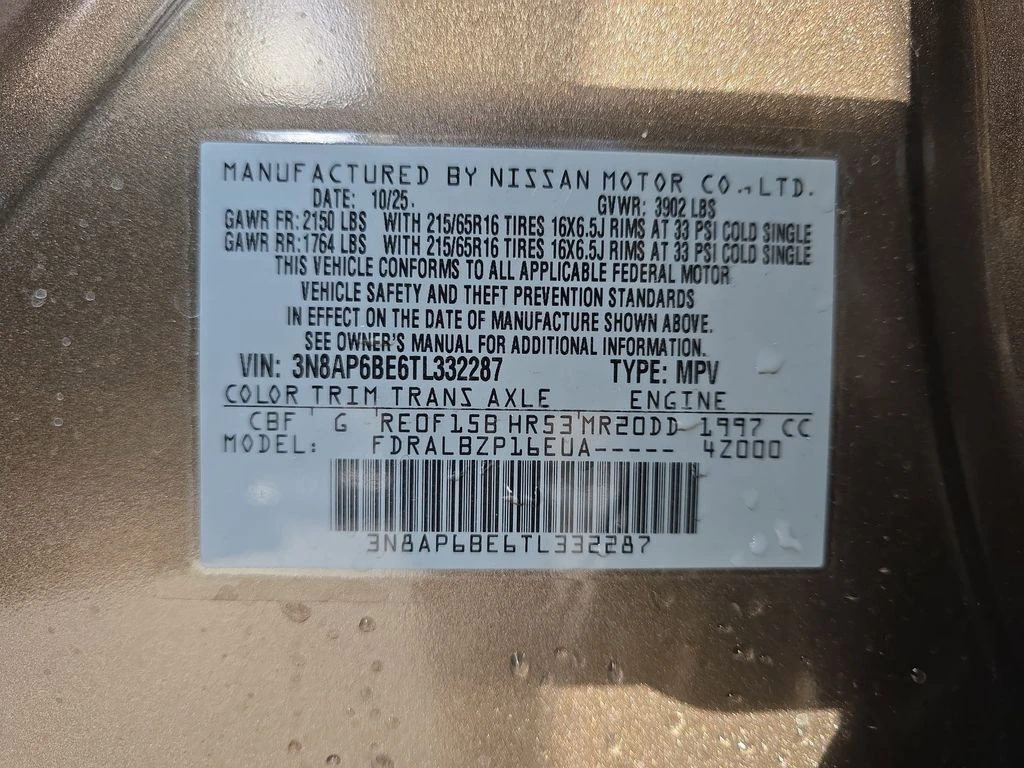 MANUFACTURED BY NISSAN MOTOR CO., LTD.
DATE: 10/25. GVWR: 3902 LBS
GAWR FR: 2150 LBS WITH 215/65R16 TIRES 16X6.5J RIMS AT 33 PSI COLD SINGLE
GAWR RR: 1764 LBS WITH 215/65R16 TIRES 16X6.5J RIMS AT 33 PSI COLD SINGLE
THIS VEHICLE CONFORMS TO ALL APPLICABLE FEDERAL MOTOR
VEHICLE SAFETY AND THEFT PREVENTION STANDARDS
IN EFFECT ON THE DATE OF MANUFACTURE SHOWN ABOVE.
SEE OWNER'S MANUAL FOR ADDITIONAL INFORMATION.
VIN: 3N8AP6BE6TL332287 TYPE: MPV
COLOR TRIM TRANS AXLE ENGINE
CBF G RE0F15B HR53 MR20DD 1997 CC
MODEL: FDRALBZP16EUA----- 4Z000
3N8AP6BE6TL332287